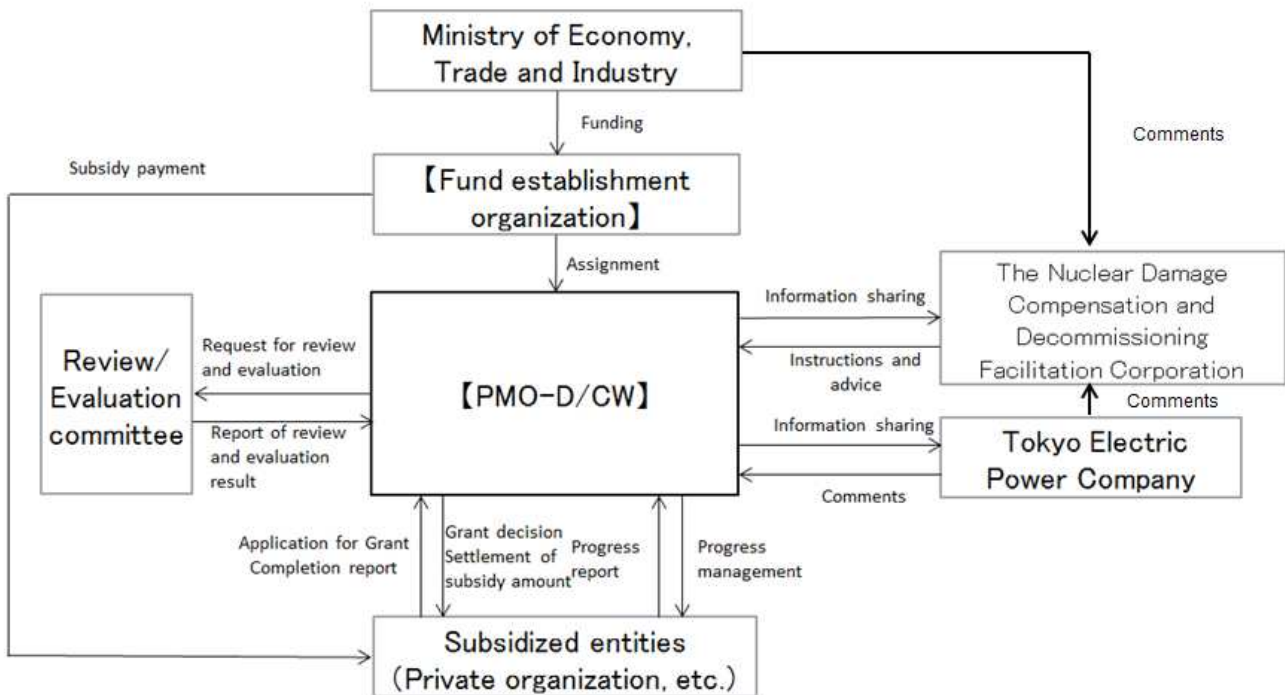 Ministry of Economy,
Trade and Industry
Funding
Comments
Subsidy payment
【Fund establishment
organization】
Assignment
The Nuclear Damage
Compensation and
Decommissioning
Facilitation Corporation
Information sharing
Instructions and
advice
Review/
Evaluation
committee
Request for review
and evaluation
Report of review
and evaluation
result
【PMO-D/CW】
Comments
Information sharing
Tokyo Electric
Power Company
Comments
Application for Grant
Completion report
Grant decision
Settlement of
subsidy amount
Progress
report
Progress
management
Subsidized entities
(Private organization, etc.)